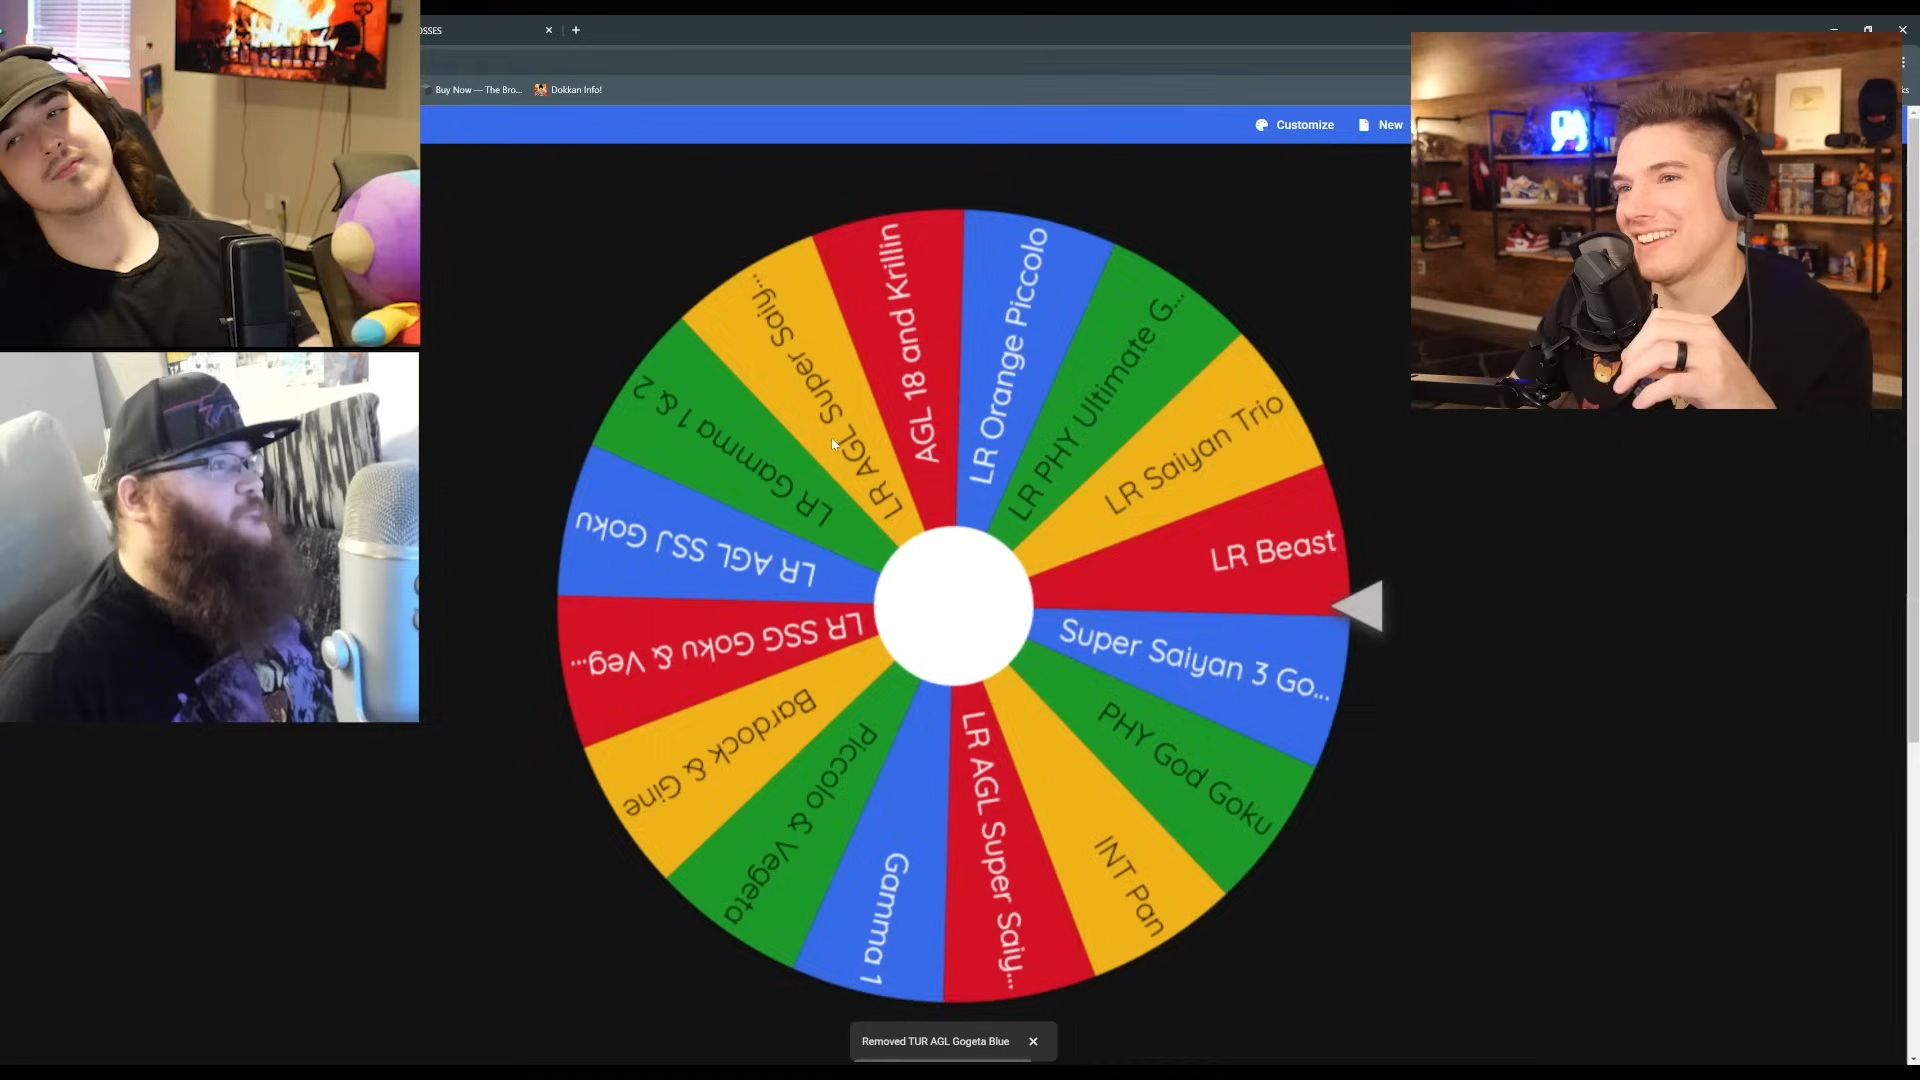 OSSES
Buy Now — The Bro...
Dokkan Info!
ks
Customize
New
AGL 18 and Krillin
LR Orange Piccolo
LR PHY Ultimate G...
LR Saiyan Trio
LR Beast
Super Saiyan 3 Go...
PHY God Goku
INT Pan
LR AGL Super Saiy...
Gamma 1
Piccolo & Vegeta
Bardock & Gine
LR SSG Goku & Veg...
LR AGL SSJ Goku
LR Gamma 1 & 2
LR AGL Super Saiy...
Removed TUR AGL Gogeta Blue